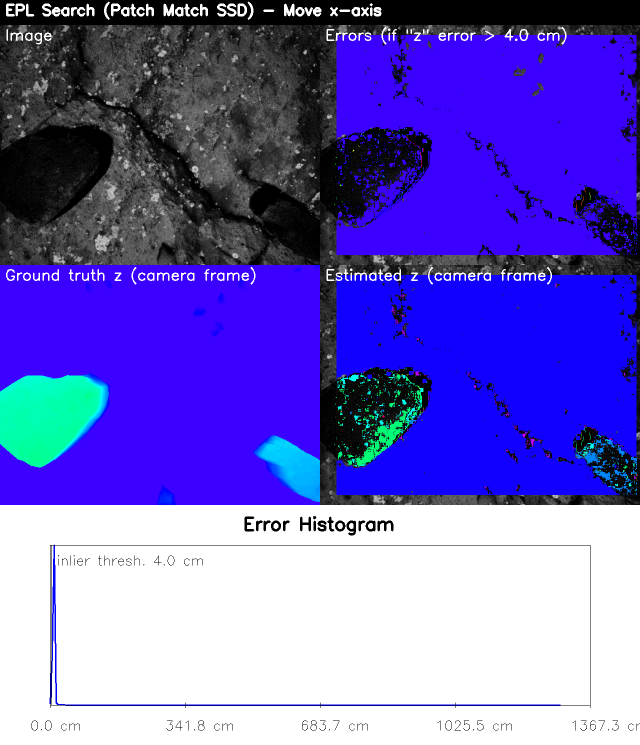 EPL Search (Patch Match SSD) - Move x-axis
Image
Errors (if "z" error > 4.0 cm)
Ground truth z (camera frame)
Estimated z (camera frame)
Error Histogram
inlier thresh. 4.0 cm
0.0 cm
341.8 cm
683.7 cm
1025.5 cm
1367.3 cm